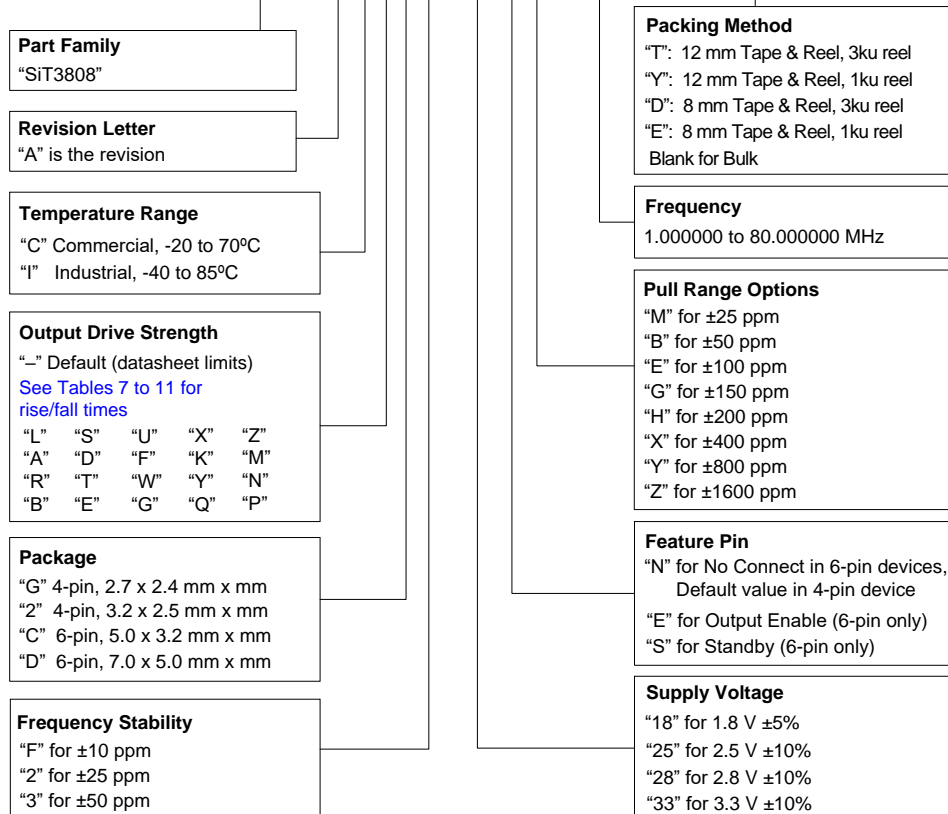 Part Family
“SiT3808”
Revision Letter
“A” is the revision
Temperature Range
“C” Commercial, -20 to 70ºC
“I” Industrial, -40 to 85ºC
Output Drive Strength
“–” Default (datasheet limits)
See Tables 7 to 11 for
rise/fall times
“L” “S” “U” “X” “Z”
“A” “D” “F” “K” “M”
“R” “T” “W” “Y” “N”
“B” “E” “G” “Q” “P”
Package
“G” 4-pin, 2.7 x 2.4 mm x mm
“2” 4-pin, 3.2 x 2.5 mm x mm
“C” 6-pin, 5.0 x 3.2 mm x mm
“D” 6-pin, 7.0 x 5.0 mm x mm
Frequency Stability
“F” for ±10 ppm
“2” for ±25 ppm
“3” for ±50 ppm
Packing Method
“T”: 12 mm Tape & Reel, 3ku reel
“Y”: 12 mm Tape & Reel, 1ku reel
“D”: 8 mm Tape & Reel, 3ku reel
“E”: 8 mm Tape & Reel, 1ku reel
Blank for Bulk
Frequency
1.000000 to 80.000000 MHz
Pull Range Options
“M” for ±25 ppm
“B” for ±50 ppm
“E” for ±100 ppm
“G” for ±150 ppm
“H” for ±200 ppm
“X” for ±400 ppm
“Y” for ±800 ppm
“Z” for ±1600 ppm
Feature Pin
“N” for No Connect in 6-pin devices,
Default value in 4-pin device
“E” for Output Enable (6-pin only)
“S” for Standby (6-pin only)
Supply Voltage
“18” for 1.8 V ±5%
“25” for 2.5 V ±10%
“28” for 2.8 V ±10%
“33” for 3.3 V ±10%